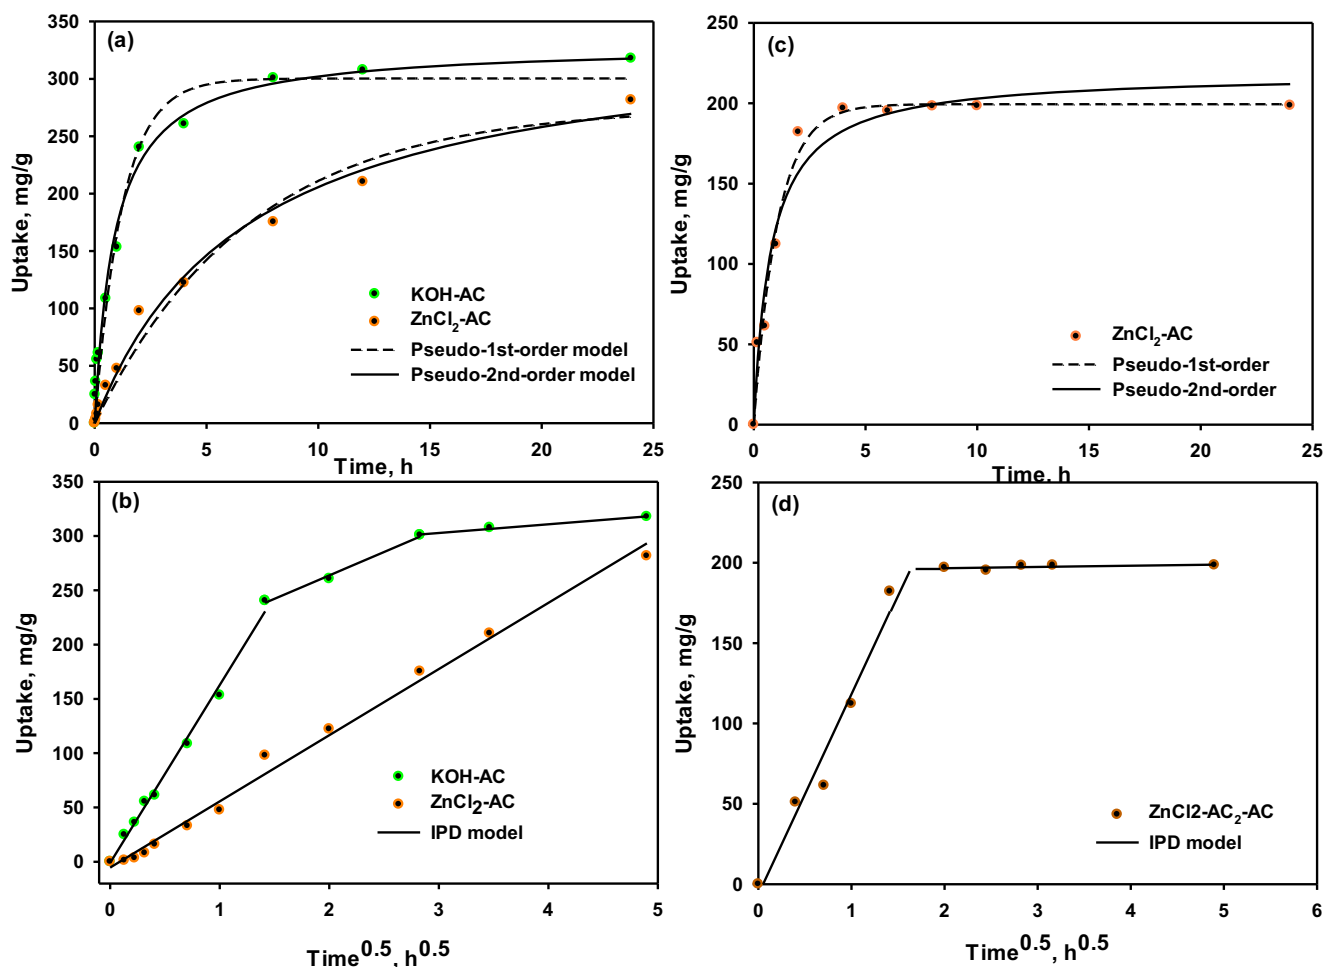 (a)
350
300
250
200
150
100
50
0
Uptake, mg/g
KOH-AC
ZnCl2-AC
Pseudo-1st-order model
Pseudo-2nd-order model
0 5 10 15 20 25
Time, h
(c)
250
200
150
200
50
0
Uptake, mg/g
ZnCl2-AC
Pseudo-1st-order
Pseudo-2nd-order
0 5 10 15 20 25
Time, h
(b)
350
300
250
200
150
100
50
0
Uptake, mg/g
KOH-AC
ZnCl2-AC
IPD model
0 1 2 3 4 5
Time0.5, h0.5
(d)
250
200
150
200
50
0
Uptake, mg/g
ZnCl2-AC2-AC
IPD model
0 1 2 3 4 5 6
Time0.5, h0.5